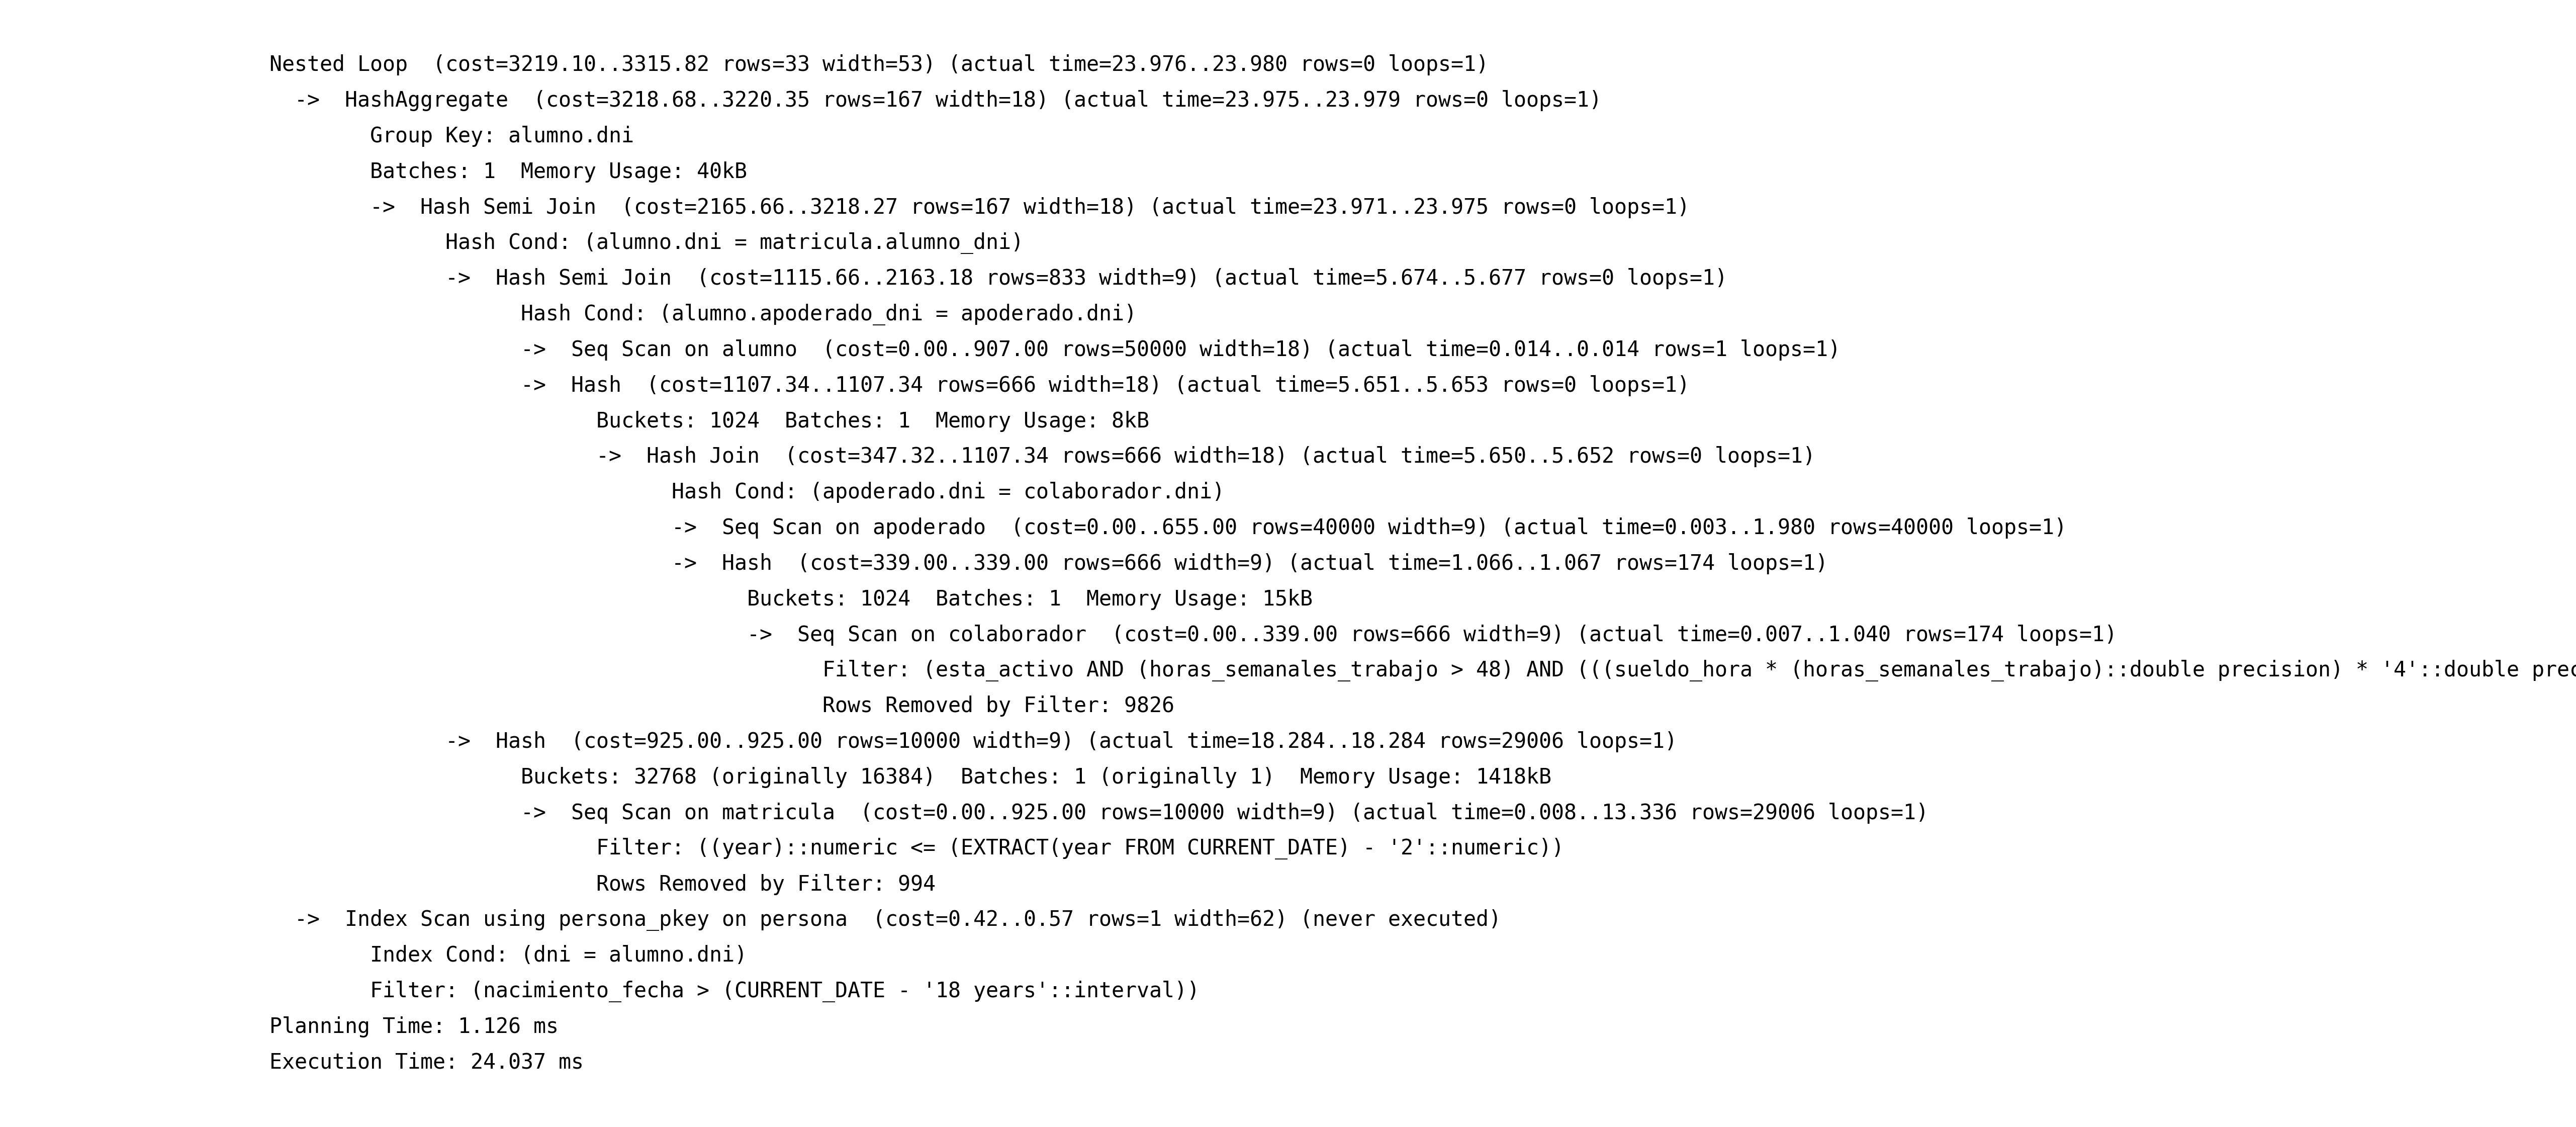 Nested Loop  (cost=3219.10..3315.82 rows=33 width=53) (actual time=23.976..23.980 rows=0 loops=1)
  ->  HashAggregate  (cost=3218.68..3220.35 rows=167 width=18) (actual time=23.975..23.979 rows=0 loops=1)
        Group Key: alumno.dni
        Batches: 1  Memory Usage: 40kB
        ->  Hash Semi Join  (cost=2165.66..3218.27 rows=167 width=18) (actual time=23.971..23.975 rows=0 loops=1)
              Hash Cond: (alumno.dni = matricula.alumno_dni)
              ->  Hash Semi Join  (cost=1115.66..2163.18 rows=833 width=9) (actual time=5.674..5.677 rows=0 loops=1)
                    Hash Cond: (alumno.apoderado_dni = apoderado.dni)
                    ->  Seq Scan on alumno  (cost=0.00..907.00 rows=50000 width=18) (actual time=0.014..0.014 rows=1 loops=1)
                    ->  Hash  (cost=1107.34..1107.34 rows=666 width=18) (actual time=5.651..5.653 rows=0 loops=1)
                          Buckets: 1024  Batches: 1  Memory Usage: 8kB
                          ->  Hash Join  (cost=347.32..1107.34 rows=666 width=18) (actual time=5.650..5.652 rows=0 loops=1)
                                Hash Cond: (apoderado.dni = colaborador.dni)
                                ->  Seq Scan on apoderado  (cost=0.00..655.00 rows=40000 width=9) (actual time=0.003..1.980 rows=40000 loops=1)
                                ->  Hash  (cost=339.00..339.00 rows=666 width=9) (actual time=1.066..1.067 rows=174 loops=1)
                                      Buckets: 1024  Batches: 1  Memory Usage: 15kB
                                      ->  Seq Scan on colaborador  (cost=0.00..339.00 rows=666 width=9) (actual time=0.007..1.040 rows=174 loops=1)
                                            Filter: (esta_activo AND (horas_semanales_trabajo > 48) AND (((sueldo_hora * (horas_semanales_trabajo)::double precision) * '4'::double
                                            Rows Removed by Filter: 9826
              ->  Hash  (cost=925.00..925.00 rows=10000 width=9) (actual time=18.284..18.284 rows=29006 loops=1)
                    Buckets: 32768 (originally 16384)  Batches: 1 (originally 1)  Memory Usage: 1418kB
                    ->  Seq Scan on matricula  (cost=0.00..925.00 rows=10000 width=9) (actual time=0.008..13.336 rows=29006 loops=1)
                          Filter: ((year)::numeric <= (EXTRACT(year FROM CURRENT_DATE) - '2'::numeric))
                          Rows Removed by Filter: 994
  ->  Index Scan using persona_pkey on persona  (cost=0.42..0.57 rows=1 width=62) (never executed)
        Index Cond: (dni = alumno.dni)
        Filter: (nacimiento_fecha > (CURRENT_DATE - '18 years'::interval))
Planning Time: 1.126 ms
Execution Time: 24.037 ms